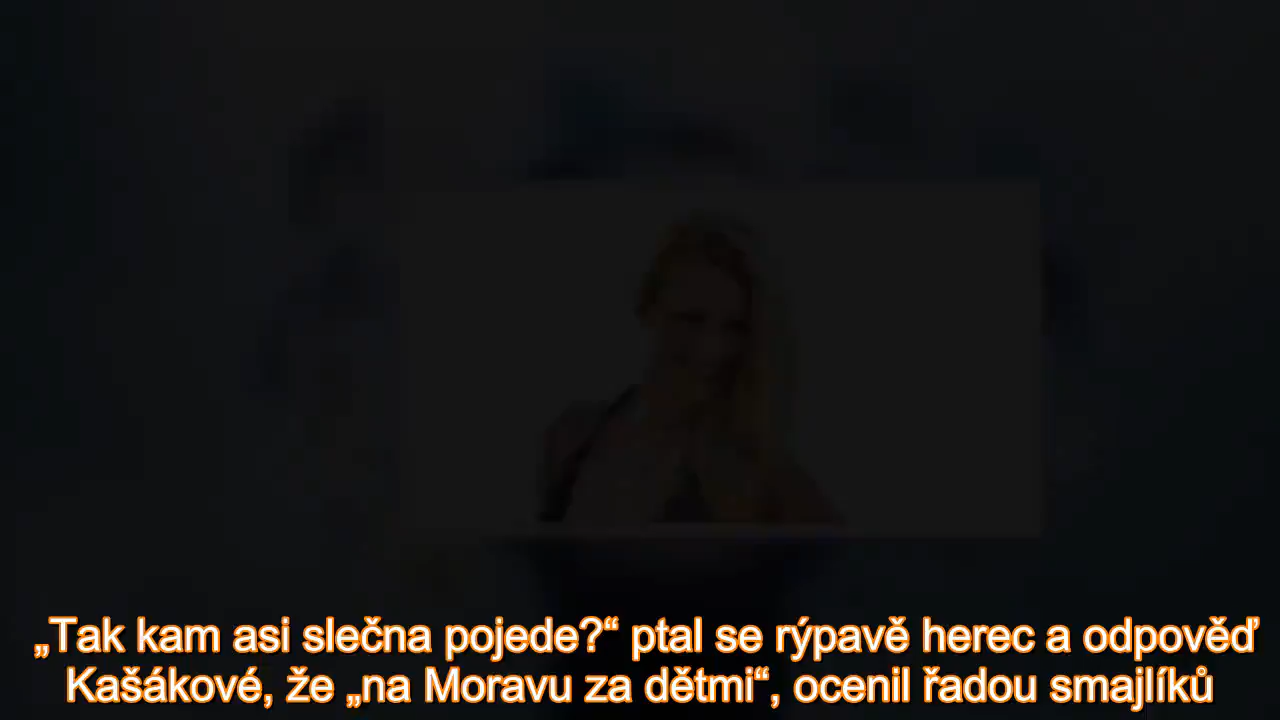 „Tak kam asi slečna pojede?“ ptal se rýpavě herec a odpověď
Kašákové, že „na Moravu za dětmi“, ocenil řadou smajlíků